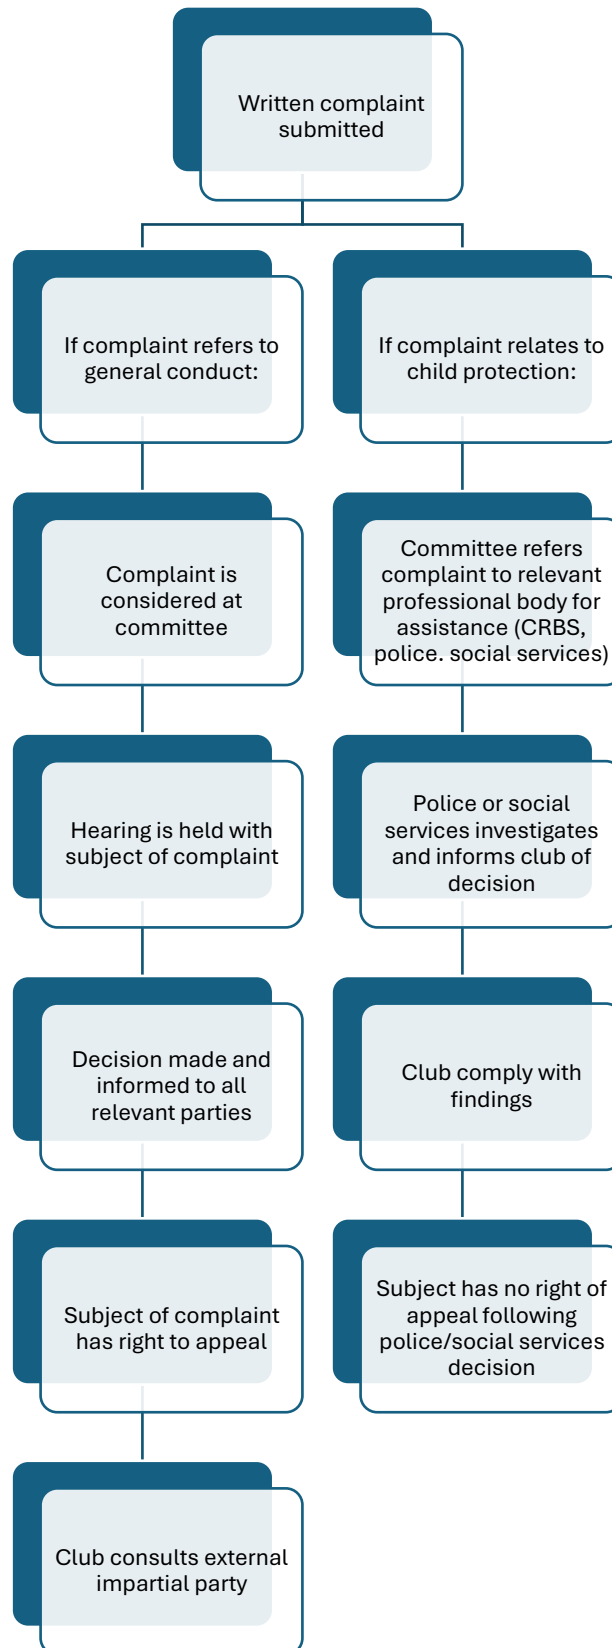 Written complaint
submitted
If complaint refers to
general conduct:
If complaint relates to
child protection:
Complaint is
considered at
committee
Committee refers
complaint to relevant
professional body for
assistance (CRBS,
police. social services)
Hearing is held with
subject of complaint
Police or social
services investigates
and informs club of
decision
Decision made and
informed to all
relevant parties
Club comply with
findings
Subject of complaint
has right to appeal
Subject has no right of
appeal following
police/social services
decision
Club consults external
impartial party